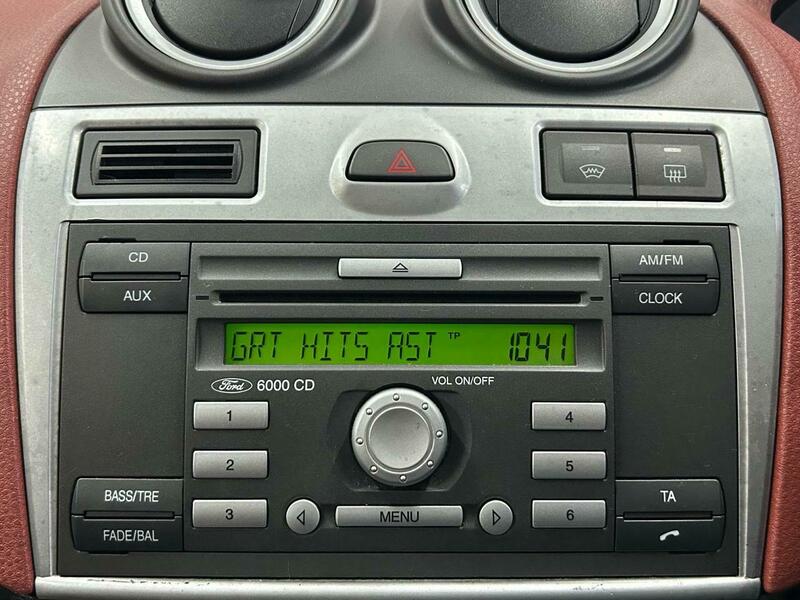 CD
AUX
AM/FM
CLOCK
GRT HITS AST TP 1041
Ford 6000 CD
VOL ON/OFF
1
2
3
4
5
6
BASS/TRE
FADE/BAL
MENU
TA